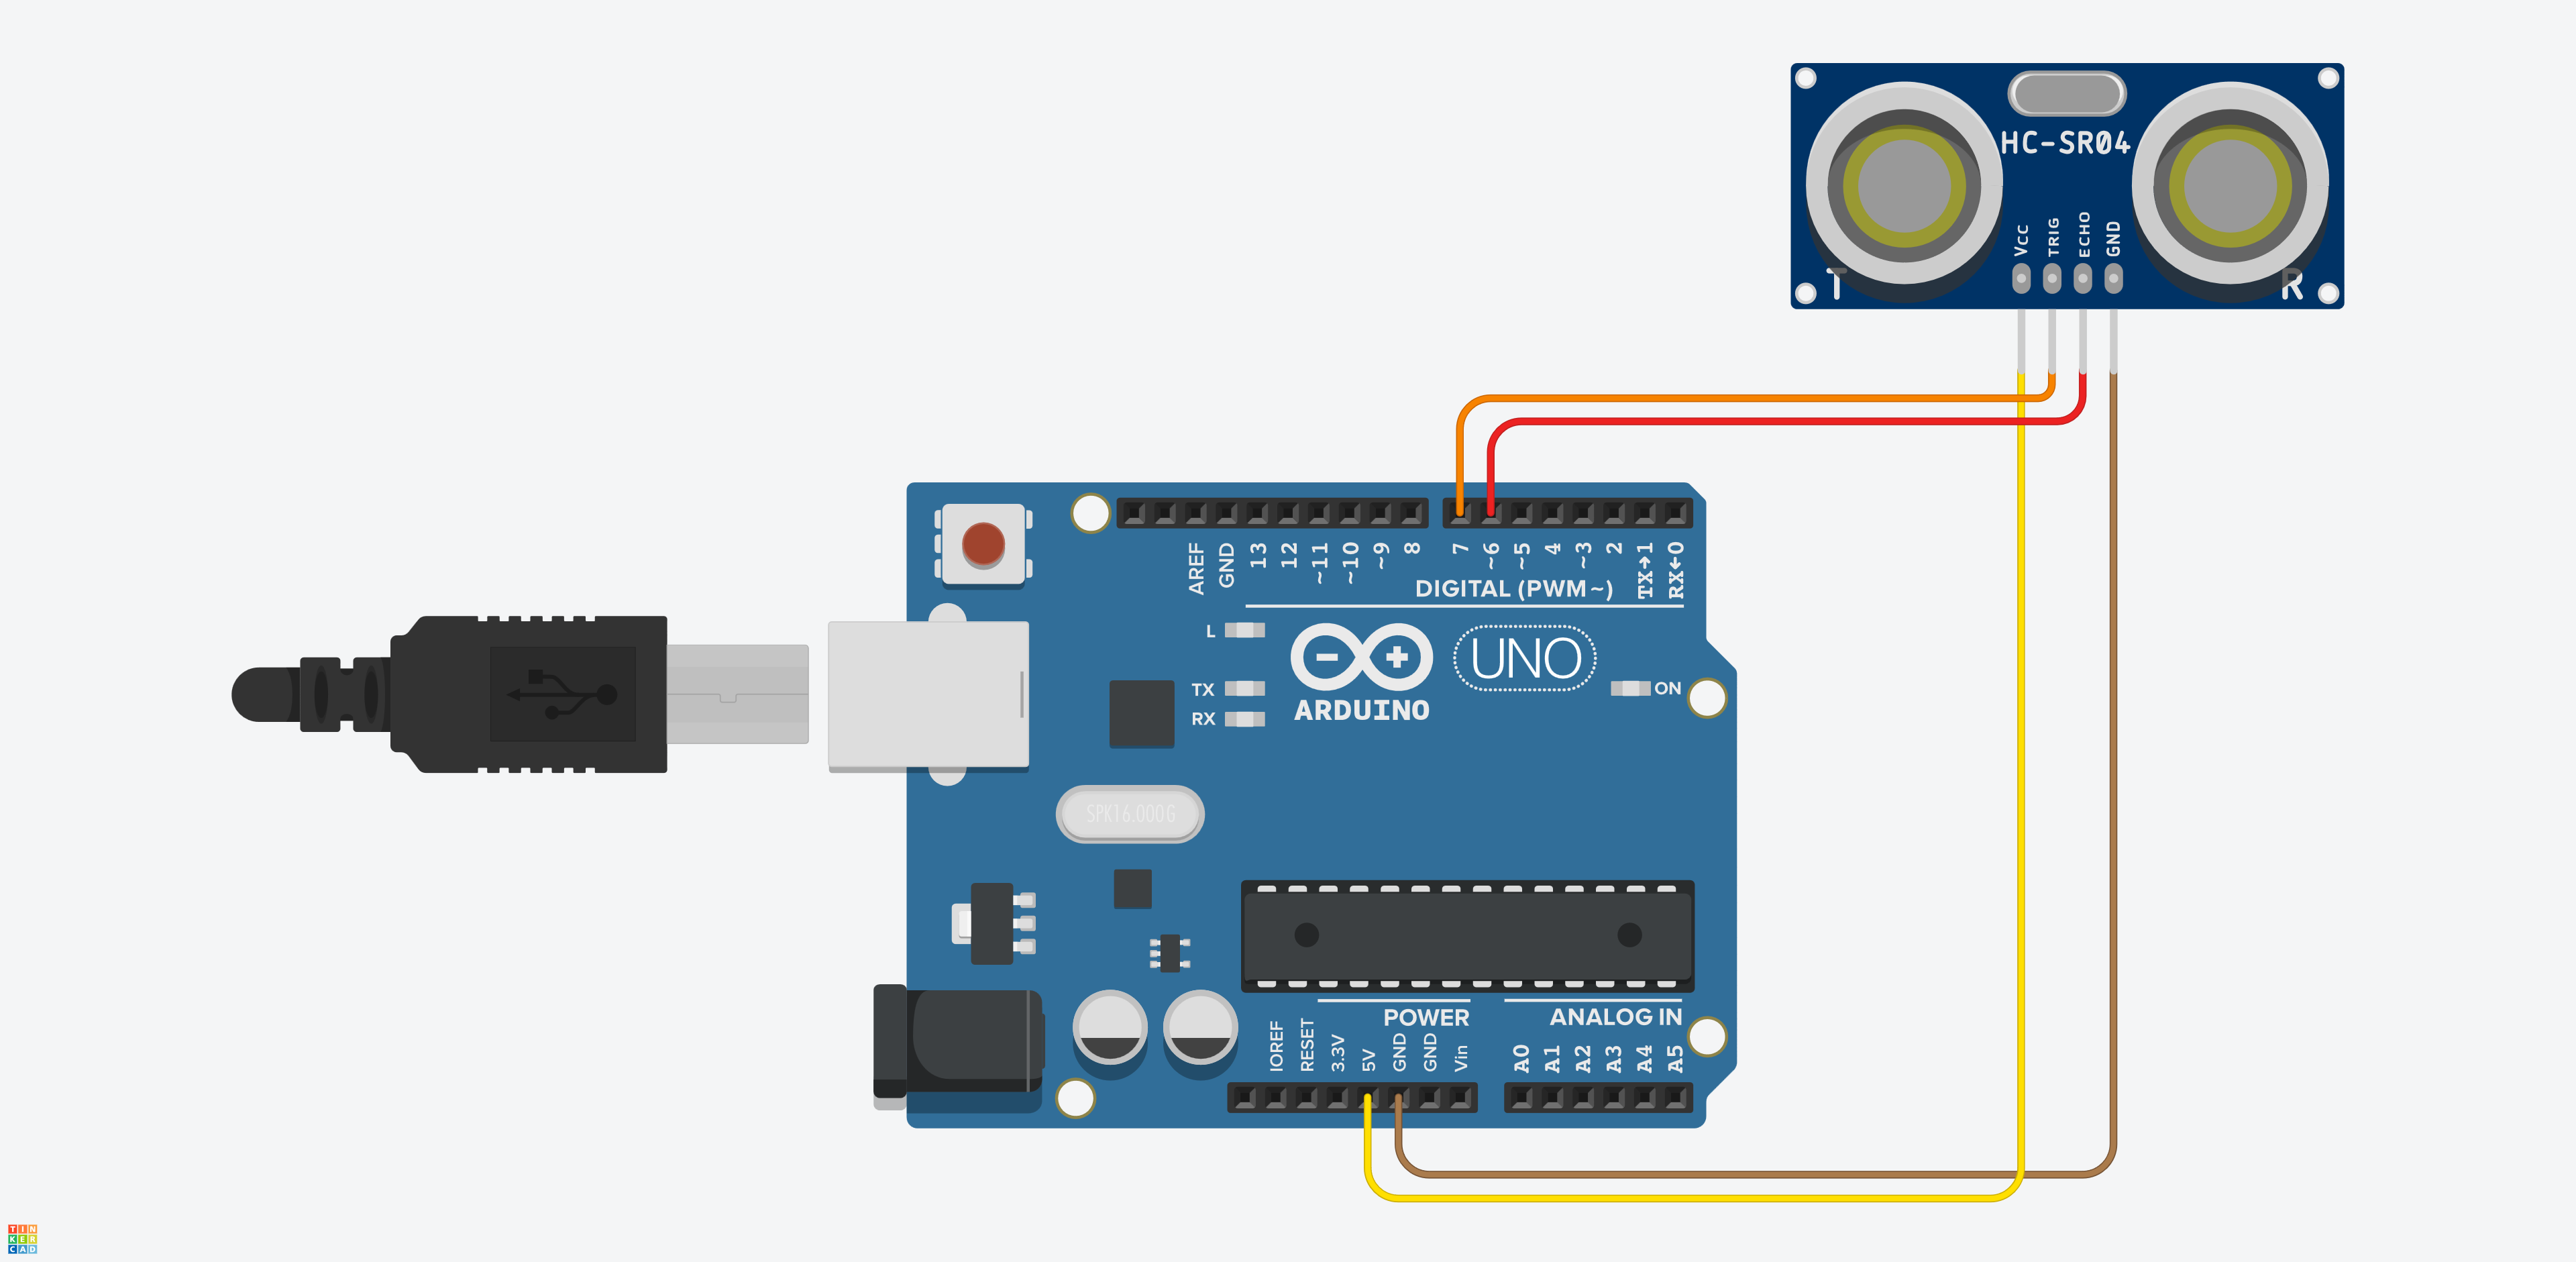 HC-SR04
Vcc
TRIG
ECHO
GND
T
R
AREF
GND
13
12
~11
~10
~9
8
7
~6
~5
4
~3
2
TX→1
RX←0
DIGITAL (PWM~)
L
TX
RX
ARDUINO
UNO
ON
SPK16.000G
POWER
ANALOG IN
IOREF
RESET
3.3V
5V
GND
GND
Vin
A0
A1
A2
A3
A4
A5
TIN
KER
CAD